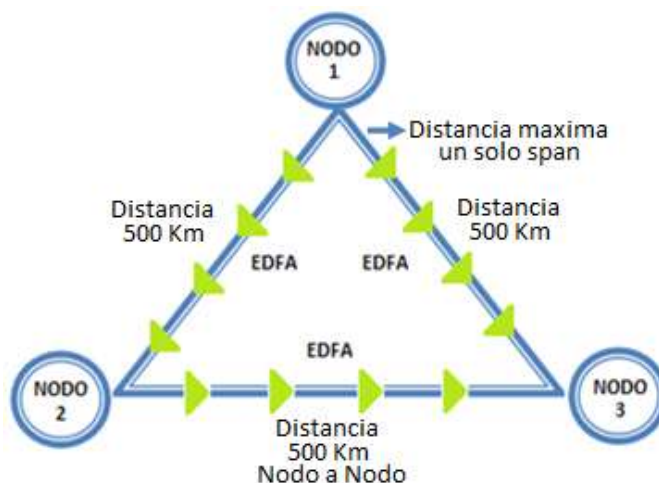 NODO
1
Distancia maxima
un solo span
Distancia
500 Km
Distancia
500 Km
EDFA
EDFA
EDFA
NODO
2
NODO
3
Distancia
500 Km
Nodo a Nodo